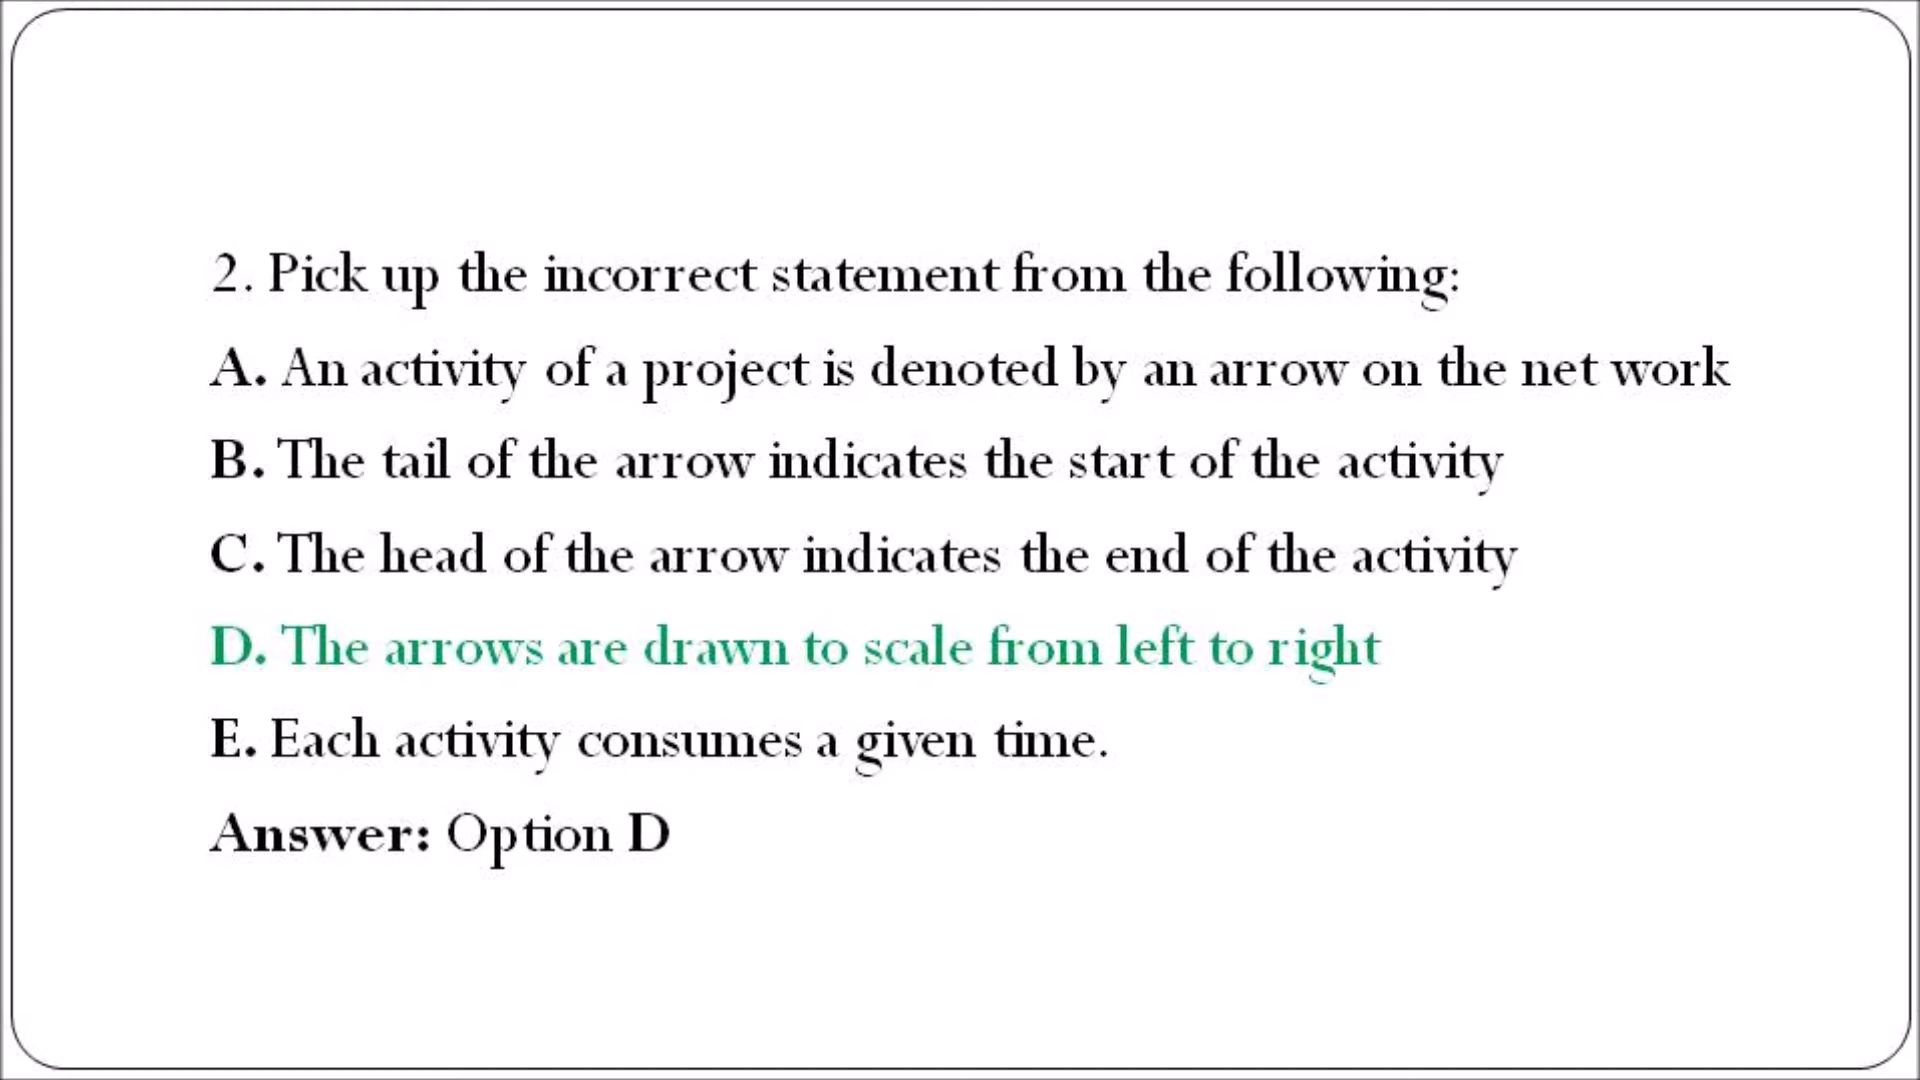 2. Pick up the incorrect statement from the following:
A. An activity of a project is denoted by an arrow on the net work
B. The tail of the arrow indicates the start of the activity
C. The head of the arrow indicates the end of the activity
D. The arrows are drawn to scale from left to right
E. Each activity consumes a given time.
Answer: Option D